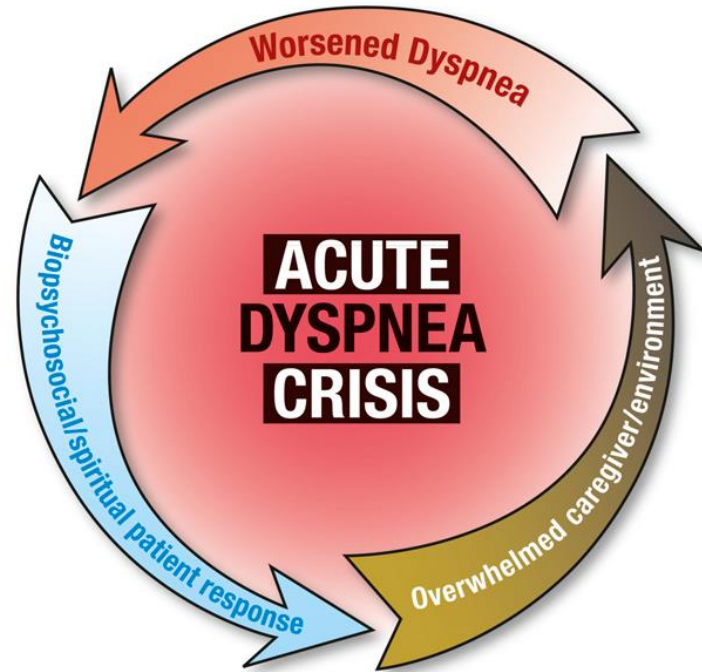 Worsened Dyspnea
ACUTE
DYSPNEA
CRISIS
Biopsychosocial/spiritual patient response
Overwhelmed caregiver/environment